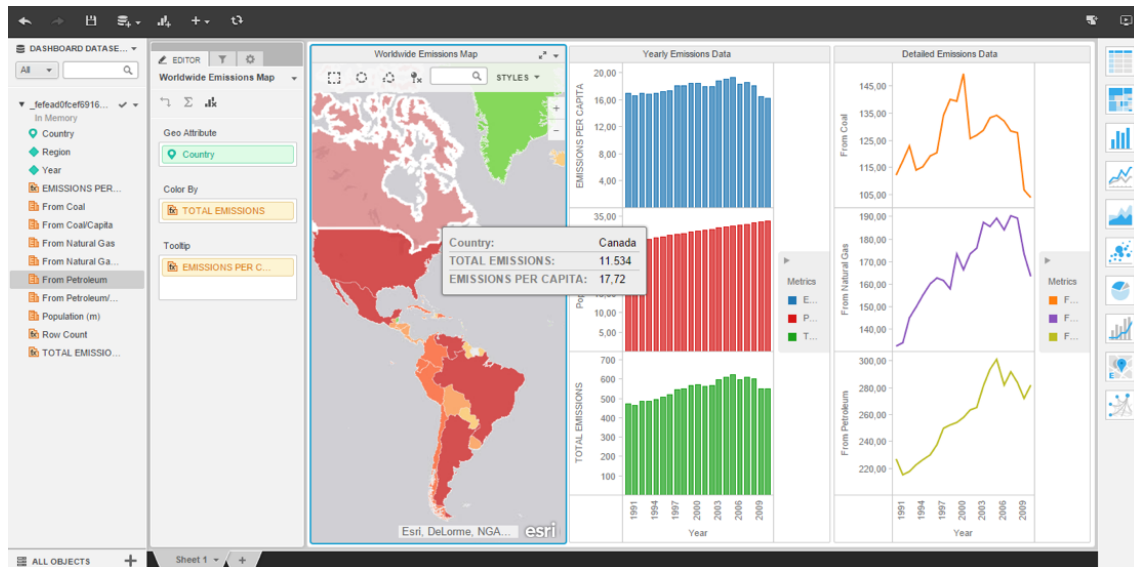 DASHBOARD DATASE...
All
_fefead0fcef6916...
In Memory
Country
Region
Year
EMISSIONS PER...
From Coal
From Coal/Capita
From Natural Gas
From Natural Ga...
From Petroleum
From Petroleum/...
Population (m)
Row Count
TOTAL EMISSIO...
ALL OBJECTS
EDITOR
Worldwide Emissions Map
Geo Attribute
Country
Color By
TOTAL EMISSIONS
Tooltip
EMISSIONS PER C...
Worldwide Emissions Map
STYLES
Country: Canada
TOTAL EMISSIONS: 11.534
EMISSIONS PER CAPITA: 17,72
Esri, DeLorme, NGA...
esri
Sheet 1
Yearly Emissions Data
EMISSIONS PER CAPITA
20,00
16,00
12,00
8,00
4,00
35,00
10,00
5,00
TOTAL EMISSIONS
700
600
500
400
300
200
100
1991 1994 1997 2000 2003 2006 2009
Year
Metrics
E...
P...
T...
Detailed Emissions Data
From Coal
145,00
135,00
125,00
115,00
105,00
From Natural Gas
190,00
180,00
170,00
160,00
150,00
140,00
From Petroleum
300,00
280,00
260,00
240,00
220,00
1991 1994 1997 2000 2003 2006 2009
Year
Metrics
F...
F...
F...